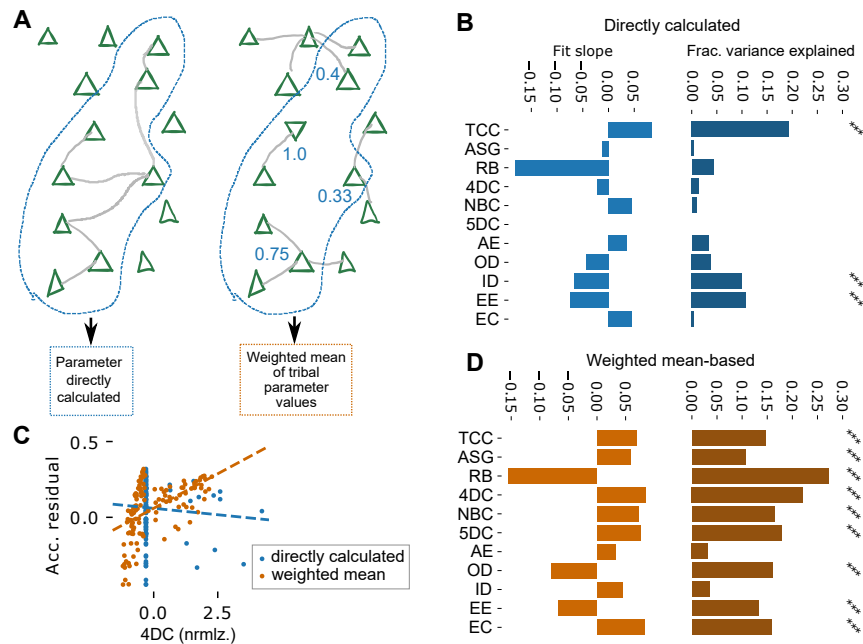 A
0.4
1.0
0.33
0.75
Parameter
directly
calculated
Weighted mean
of tribal
parameter
values
B
Directly calculated
Fit slope
Frac. variance explained
−0.15
−0.10
−0.05
0.00
0.05
0.00
0.05
0.10
0.15
0.20
0.25
0.30
TCC
***
ASG
RB
4DC
NBC
5DC
AE
OD
ID
***
EE
***
EC
C
Acc. residual
0.5
0.0
0.0
2.5
4DC (nrmlz.)
directly calculated
weighted mean
D
Weighted mean-based
−0.15
−0.10
−0.05
0.00
0.05
0.00
0.05
0.10
0.15
0.20
0.25
0.30
TCC
***
ASG
***
RB
***
4DC
***
NBC
***
5DC
***
AE
OD
***
ID
EE
***
EC
***